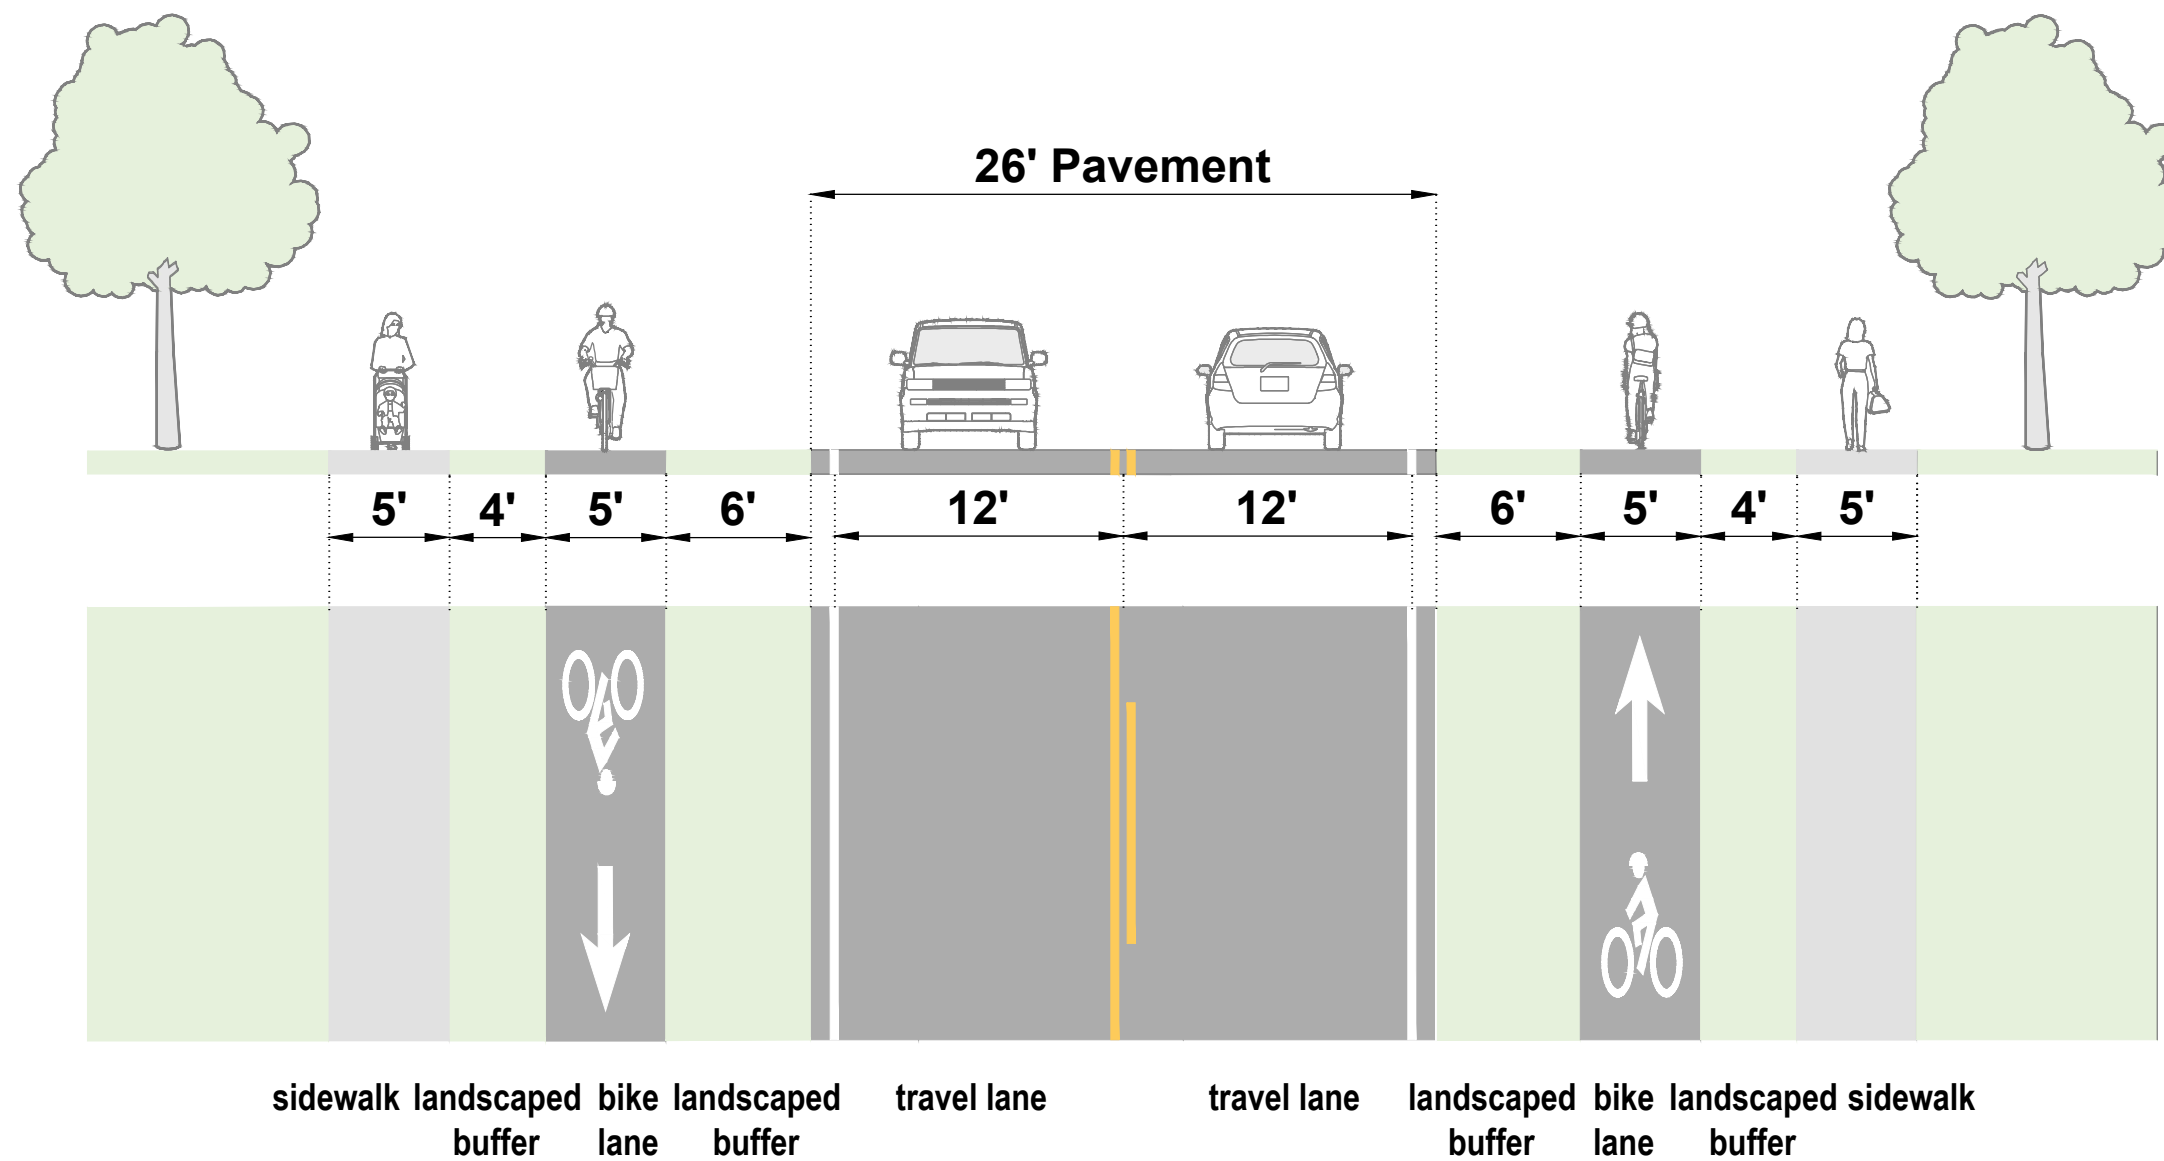 26' Pavement
5' 4' 5' 6' 12' 12' 6' 5' 4' 5'
sidewalk landscaped bike landscaped travel lane travel lane landscaped bike landscaped sidewalk
buffer lane buffer buffer lane buffer